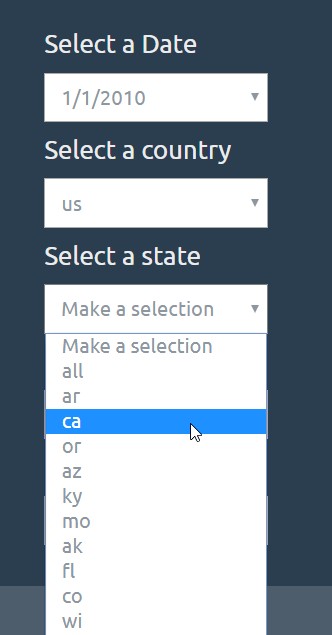 Select a Date
1/1/2010
Select a country
us
Select a state
Make a selection
Make a selection
all
ar
ca
or
az
ky
mo
ak
fl
co
wi